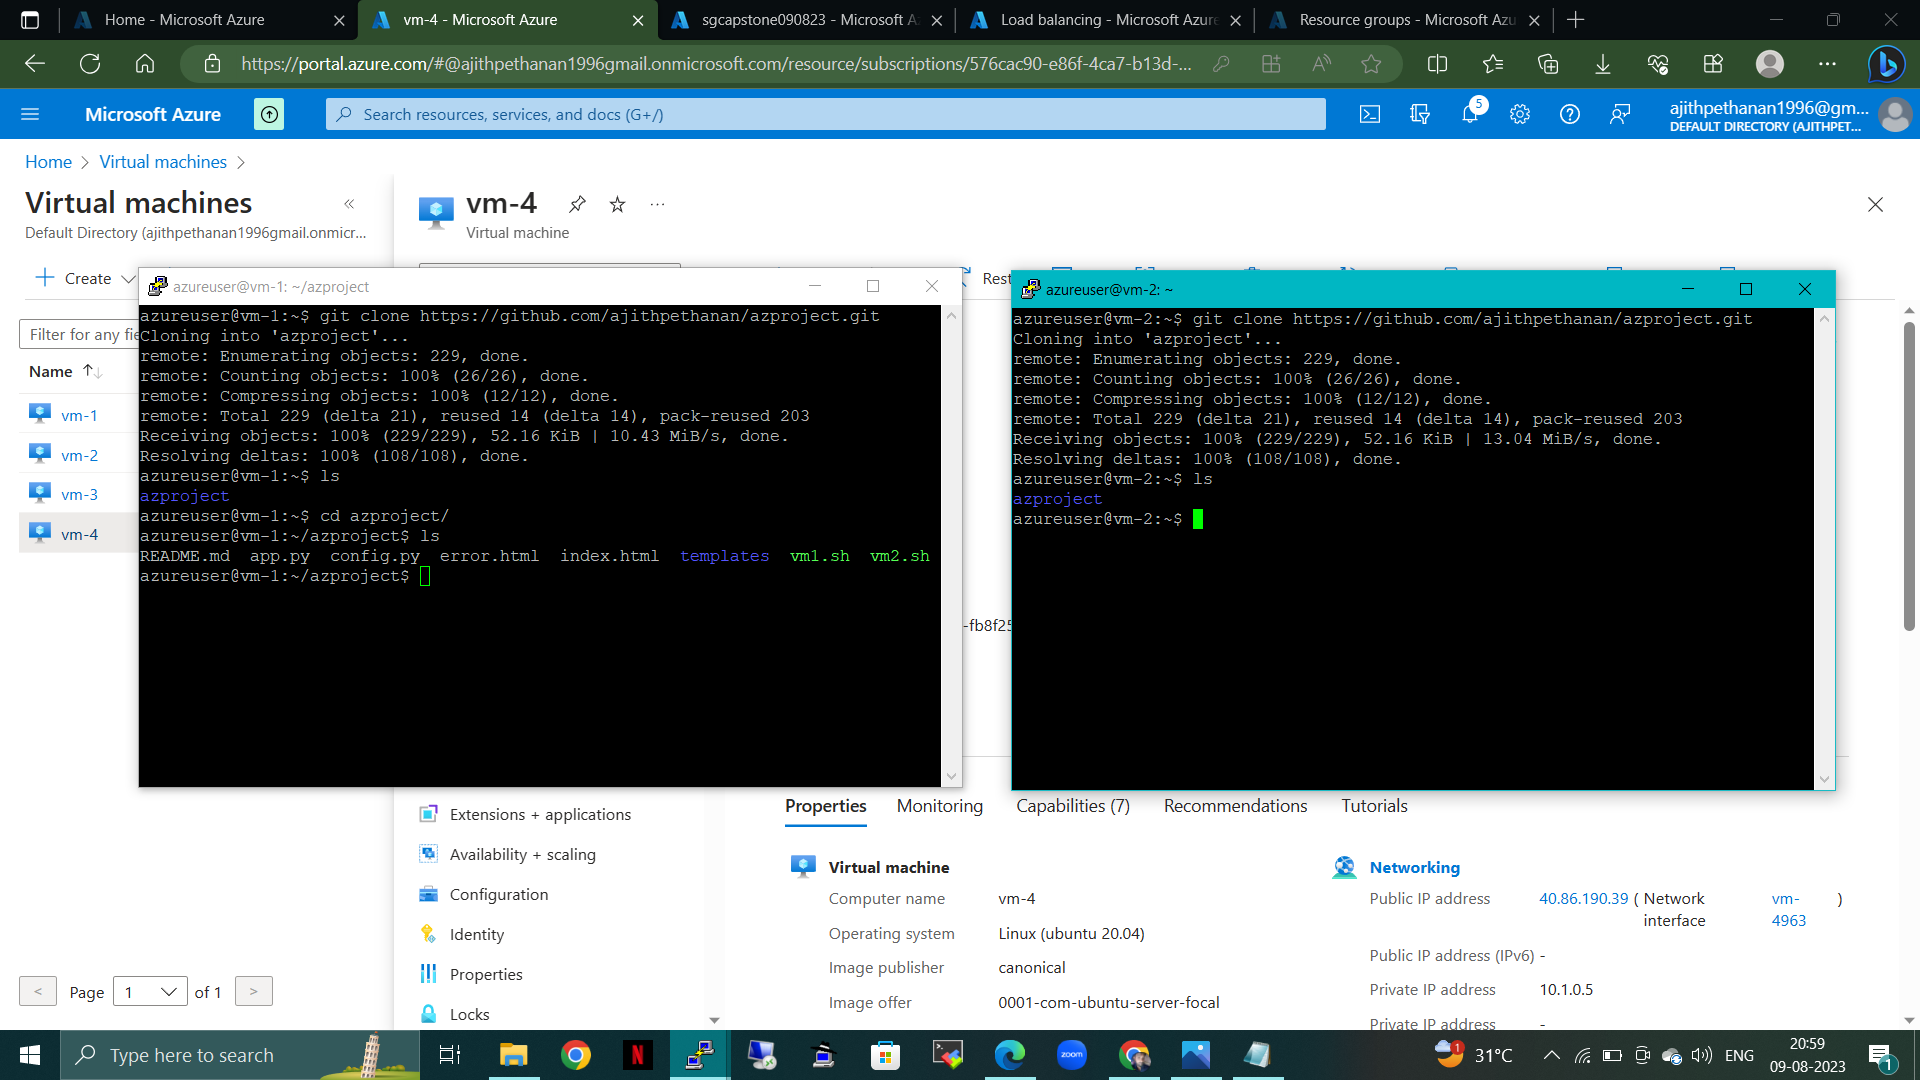 Home - Microsoft Azure
vm-4 - Microsoft Azure
sgcapstone090823 - Microsoft A
Load balancing - Microsoft Azure
Resource groups - Microsoft Azu
https://portal.azure.com/#@ajithpethanan1996gmail.onmicrosoft.com/resource/subscriptions/576cac90-e86f-4ca7-b13d-...
Microsoft Azure
Search resources, services, and docs (G+/)
5
ajithpethanan1996@gm...
DEFAULT DIRECTORY (AJITHPET...
Home > Virtual machines >
Virtual machines
«
Default Directory (ajithpethanan1996gmail.onmicr...
vm-4
Virtual machine
Create
Rest
Filter for any fie
Name
vm-1
vm-2
vm-3
vm-4
azureuser@vm-1: ~/azproject
azureuser@vm-1:~$ git clone https://github.com/ajithpethanan/azproject.git
Cloning into 'azproject'...
remote: Enumerating objects: 229, done.
remote: Counting objects: 100% (26/26), done.
remote: Compressing objects: 100% (12/12), done.
remote: Total 229 (delta 21), reused 14 (delta 14), pack-reused 203
Receiving objects: 100% (229/229), 52.16 KiB | 10.43 MiB/s, done.
Resolving deltas: 100% (108/108), done.
azureuser@vm-1:~$ ls
azproject
azureuser@vm-1:~$ cd azproject/
azureuser@vm-1:~/azproject$ ls
README.md app.py config.py error.html index.html templates vm1.sh vm2.sh
azureuser@vm-1:~/azproject$
azureuser@vm-2: ~
azureuser@vm-2:~$ git clone https://github.com/ajithpethanan/azproject.git
Cloning into 'azproject'...
remote: Enumerating objects: 229, done.
remote: Counting objects: 100% (26/26), done.
remote: Compressing objects: 100% (12/12), done.
remote: Total 229 (delta 21), reused 14 (delta 14), pack-reused 203
Receiving objects: 100% (229/229), 52.16 KiB | 13.04 MiB/s, done.
Resolving deltas: 100% (108/108), done.
azureuser@vm-2:~$ ls
azproject
azureuser@vm-2:~$
-fb8f25
Extensions + applications
Availability + scaling
Configuration
Identity
Properties
Locks
Properties
Monitoring
Capabilities (7)
Recommendations
Tutorials
Virtual machine
Computer name vm-4
Operating system Linux (ubuntu 20.04)
Image publisher canonical
Image offer 0001-com-ubuntu-server-focal
Networking
Public IP address 40.86.190.39 ( Network interface vm-4963 )
Public IP address (IPv6) -
Private IP address 10.1.0.5
Private IP address -
< Page 1 of 1 >
Type here to search
N
zoom
1
31°C
ENG
20:59
09-08-2023
1